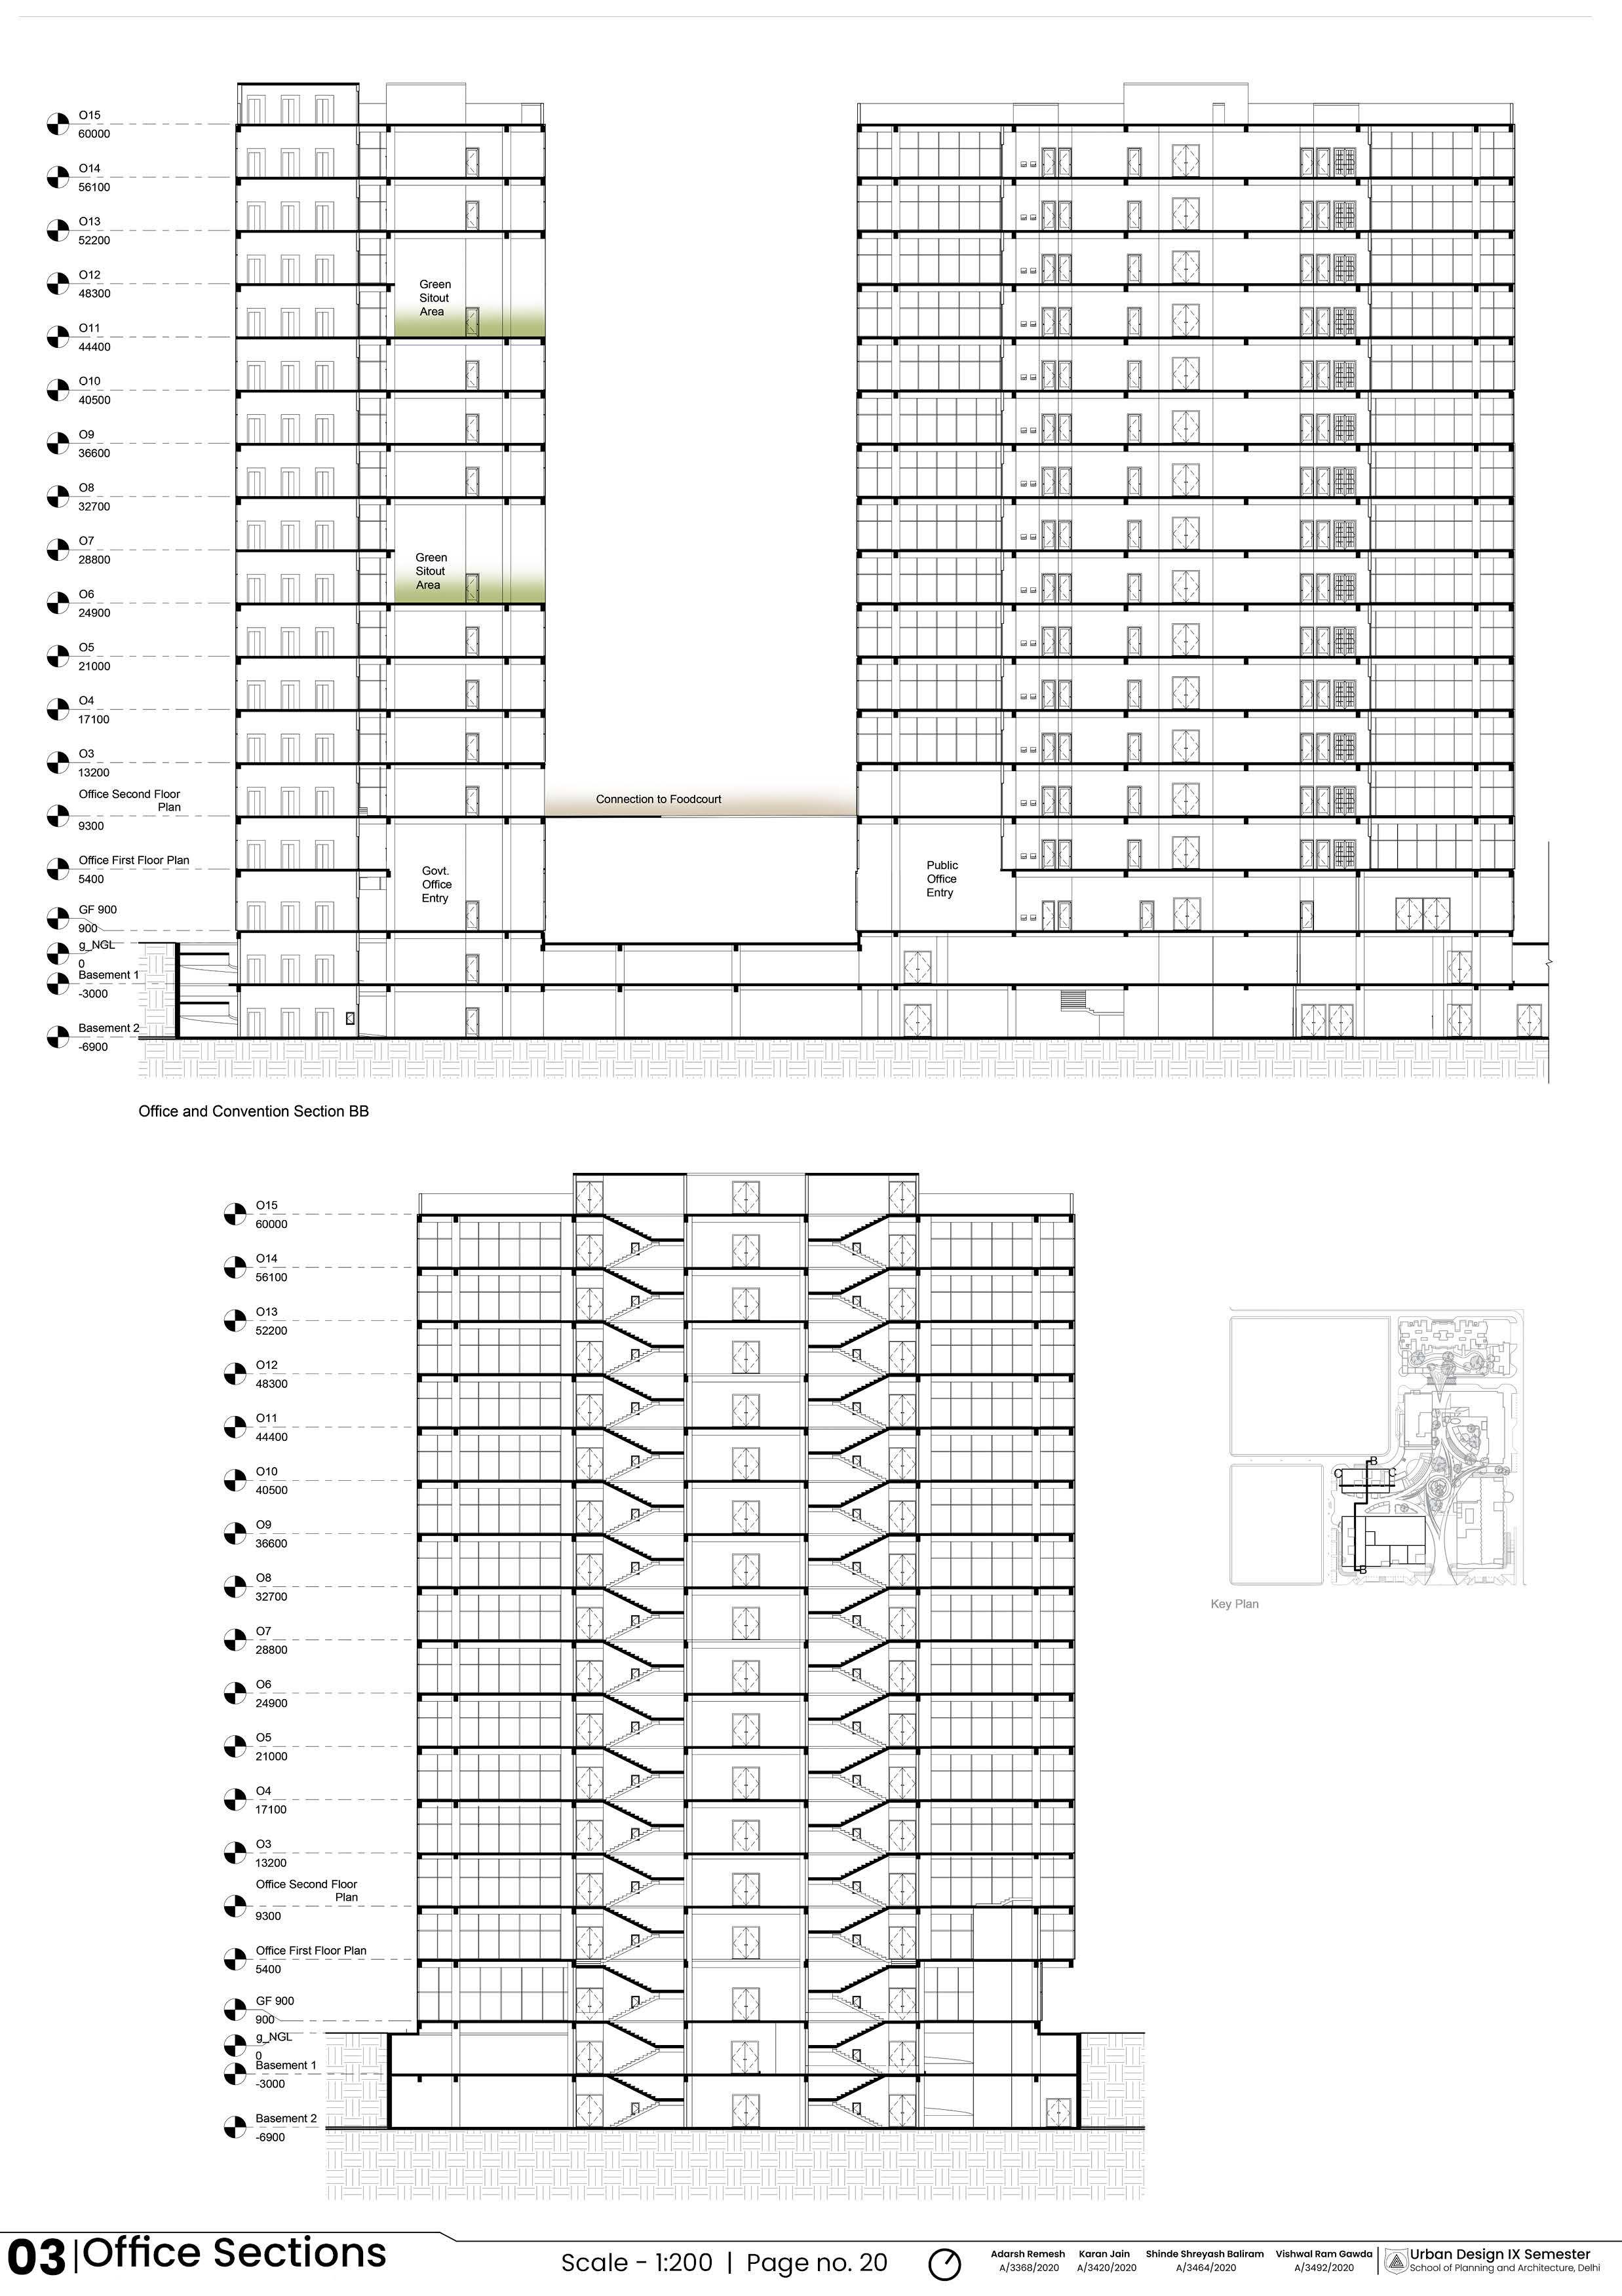 O15
60000
O14
56100
O13
52200
O12
48300
Green
Sitout
Area
O11
44400
O10
40500
O9
36600
O8
32700
O7
28800
Green
Sitout
Area
O6
24900
O5
21000
O4
17100
O3
13200
Office Second Floor
Plan
9300
Connection to Foodcourt
Office First Floor Plan
5400
Govt.
Office
Entry
Public
Office
Entry
GF 900
900
g_NGL
0
Basement 1
-3000
Basement 2
-6900
Office and Convention Section BB
O15
60000
O14
56100
O13
52200
O12
48300
O11
44400
O10
40500
O9
36600
O8
32700
O7
28800
O6
24900
O5
21000
O4
17100
O3
13200
Office Second Floor
Plan
9300
Office First Floor Plan
5400
GF 900
900
g_NGL
0
Basement 1
-3000
Basement 2
-6900
B
C
C
B
Key Plan
03 | Office Sections
Scale - 1:200 | Page no. 20
Adarsh Remesh
A/3368/2020
Karan Jain
A/3420/2020
Shinde Shreyash Baliram
A/3464/2020
Vishwal Ram Gawda
A/3492/2020
Urban Design IX Semester
School of Planning and Architecture, Delhi